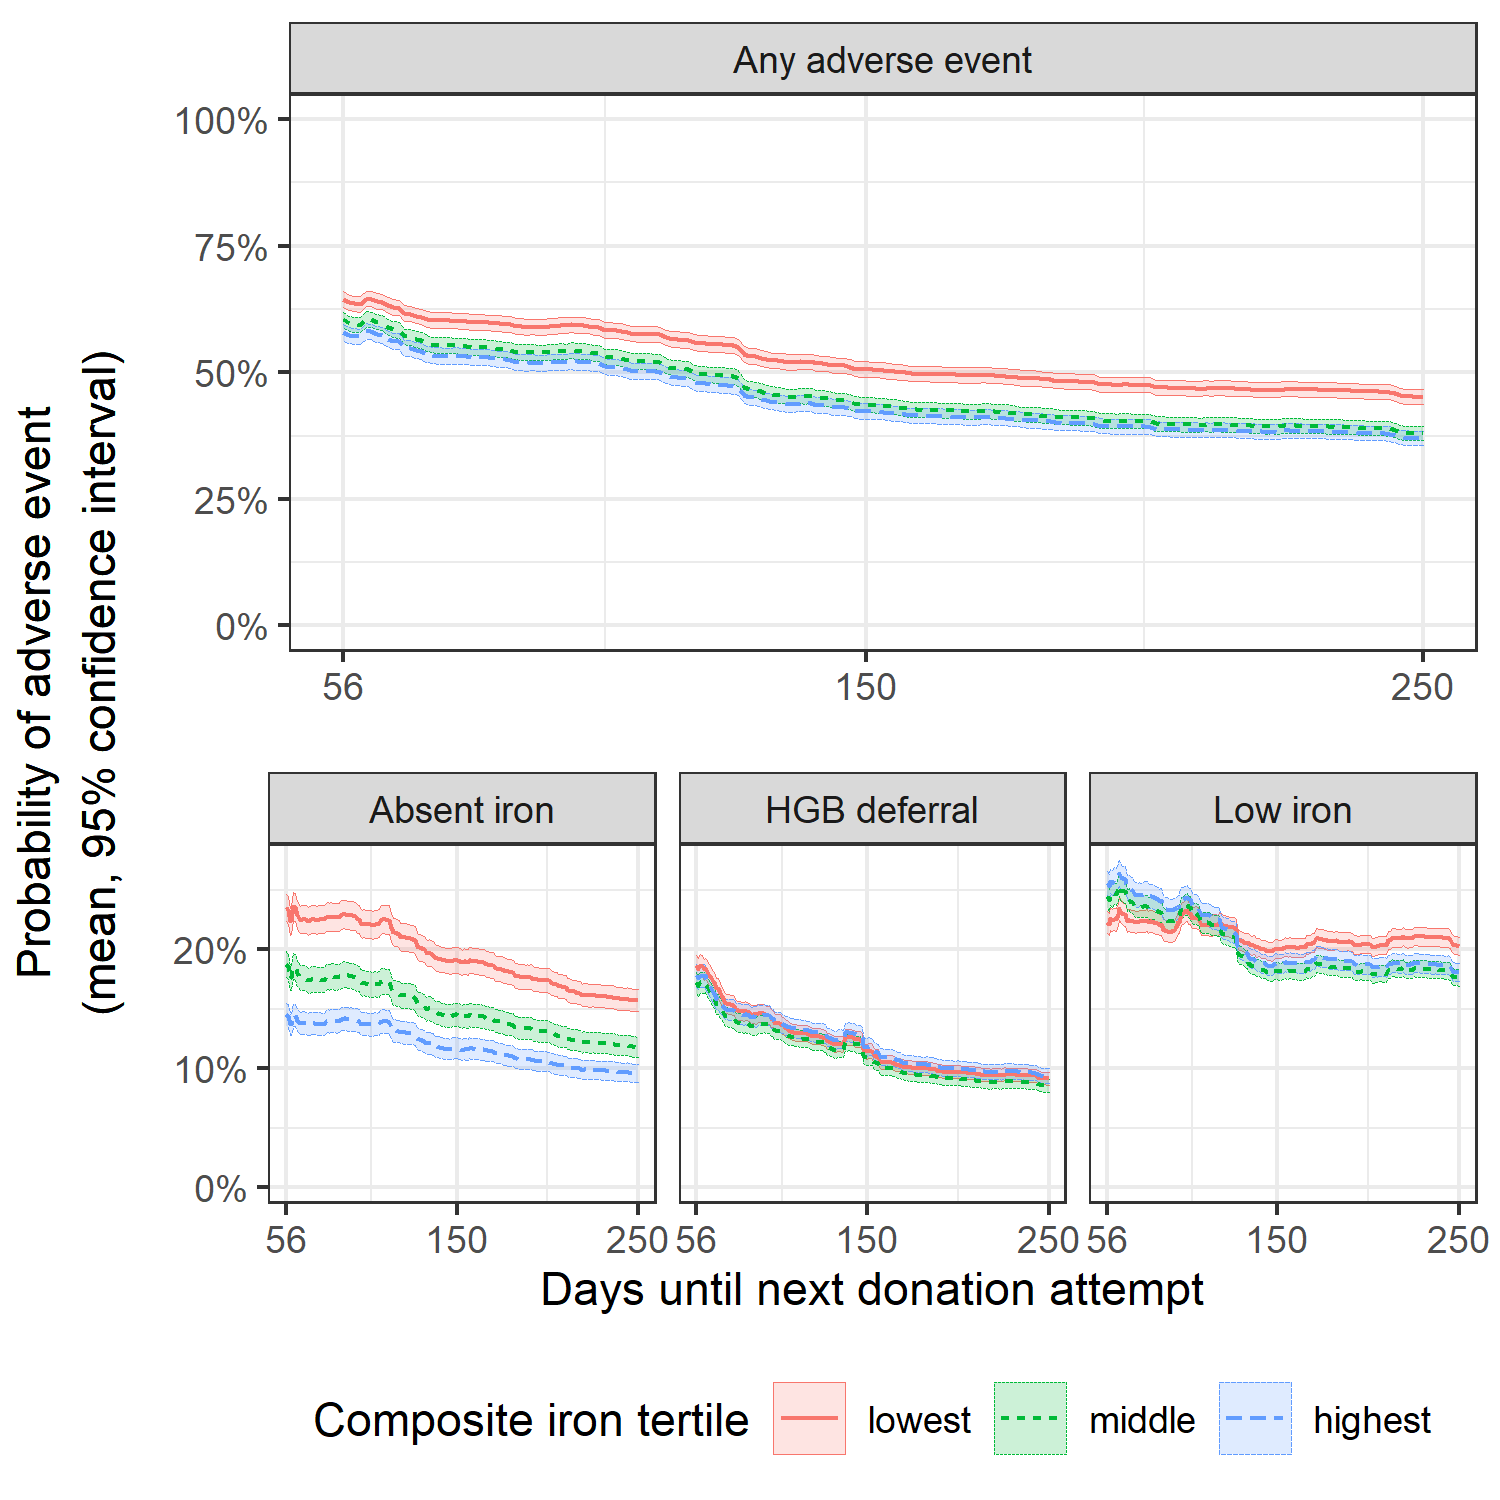 Any adverse event
100%
75%
50%
25%
0%
56 150 250
Probability of adverse event
(mean, 95% confidence interval)
Absent iron HGB deferral Low iron
20%
10%
0%
56 150 250 56 150 250 56 150 250
Days until next donation attempt
Composite iron tertile lowest middle highest